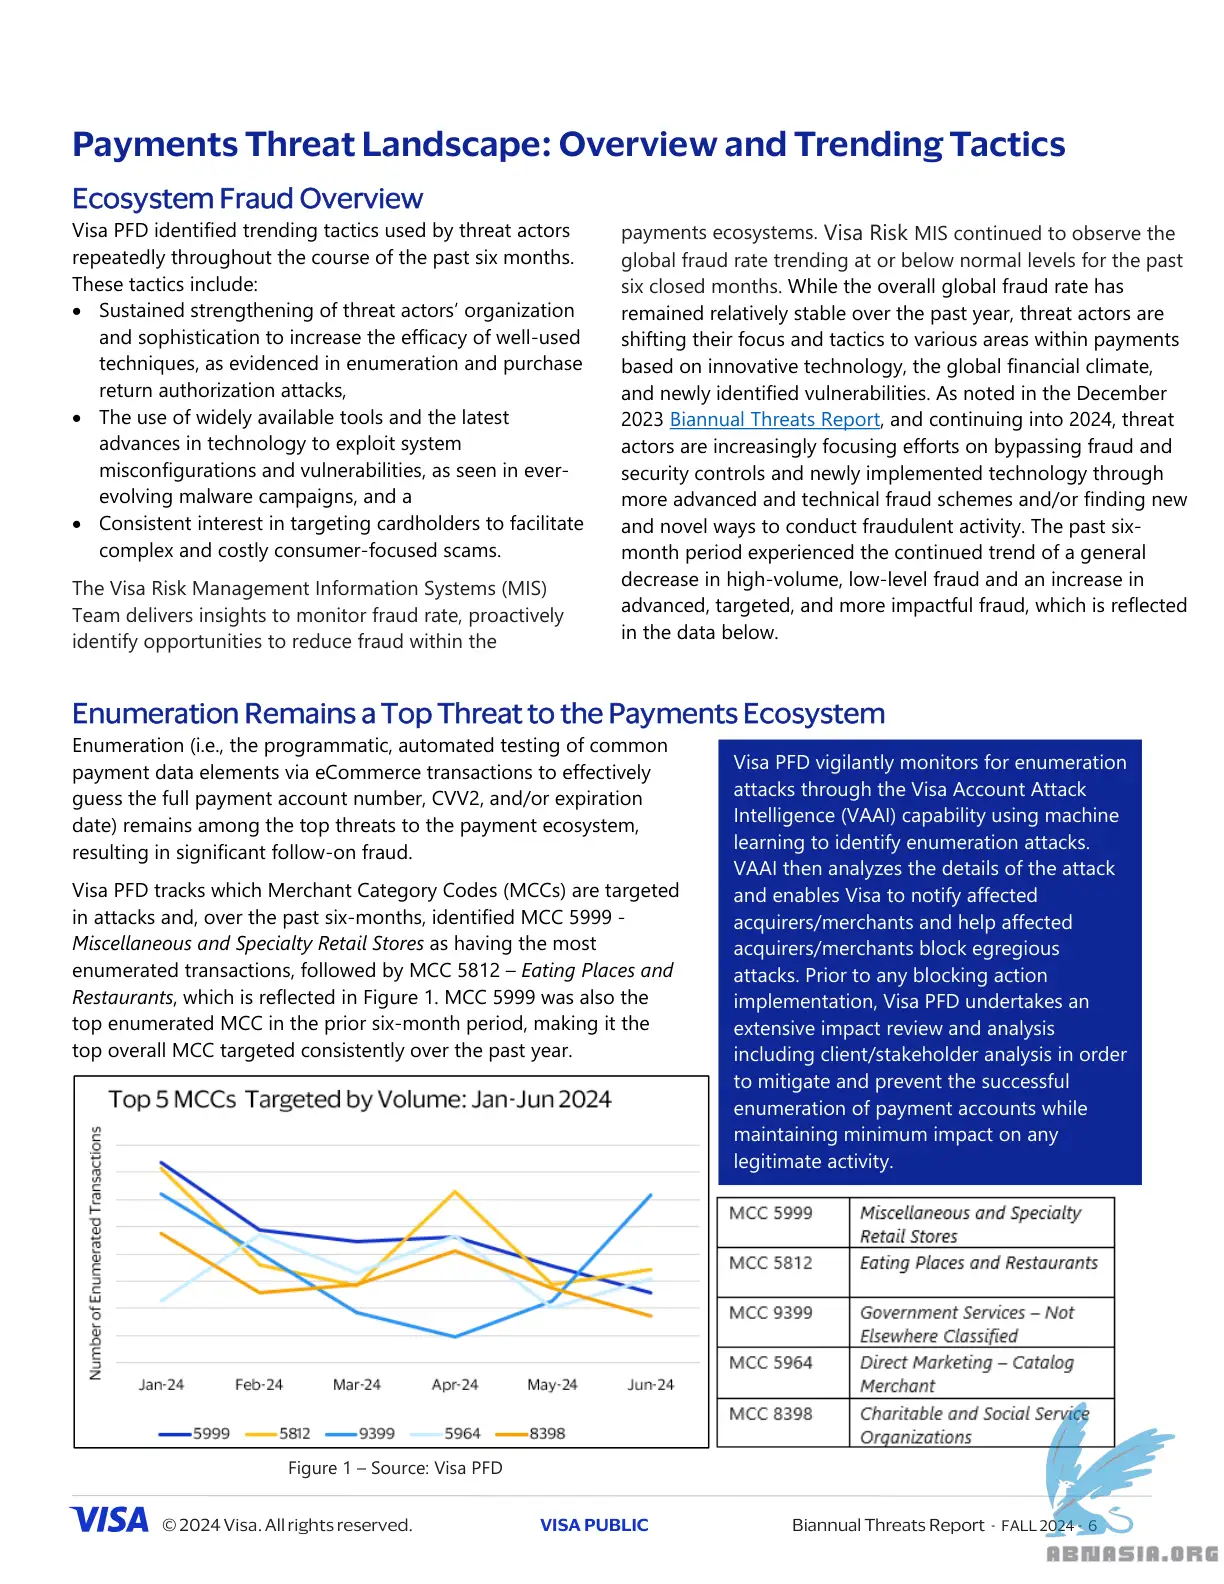 Payments Threat Landscape: Overview and Trending Tactics
Ecosystem Fraud Overview
Visa PFD identified trending tactics used by threat actors
repeatedly throughout the course of the past six months.
These tactics include:
• Sustained strengthening of threat actors’ organization
and sophistication to increase the efficacy of well-used
techniques, as evidenced in enumeration and purchase
return authorization attacks,
• The use of widely available tools and the latest
advances in technology to exploit system
misconfigurations and vulnerabilities, as seen in ever-
evolving malware campaigns, and a
• Consistent interest in targeting cardholders to facilitate
complex and costly consumer-focused scams.
The Visa Risk Management Information Systems (MIS)
Team delivers insights to monitor fraud rate, proactively
identify opportunities to reduce fraud within the
payments ecosystems. Visa Risk MIS continued to observe the
global fraud rate trending at or below normal levels for the past
six closed months. While the overall global fraud rate has
remained relatively stable over the past year, threat actors are
shifting their focus and tactics to various areas within payments
based on innovative technology, the global financial climate,
and newly identified vulnerabilities. As noted in the December
2023 Biannual Threats Report, and continuing into 2024, threat
actors are increasingly focusing efforts on bypassing fraud and
security controls and newly implemented technology through
more advanced and technical fraud schemes and/or finding new
and novel ways to conduct fraudulent activity. The past six-
month period experienced the continued trend of a general
decrease in high-volume, low-level fraud and an increase in
advanced, targeted, and more impactful fraud, which is reflected
in the data below.
Enumeration Remains a Top Threat to the Payments Ecosystem
Enumeration (i.e., the programmatic, automated testing of common
payment data elements via eCommerce transactions to effectively
guess the full payment account number, CVV2, and/or expiration
date) remains among the top threats to the payment ecosystem,
resulting in significant follow-on fraud.
Visa PFD tracks which Merchant Category Codes (MCCs) are targeted
in attacks and, over the past six-months, identified MCC 5999 -
Miscellaneous and Specialty Retail Stores as having the most
enumerated transactions, followed by MCC 5812 – Eating Places and
Restaurants, which is reflected in Figure 1. MCC 5999 was also the
top enumerated MCC in the prior six-month period, making it the
top overall MCC targeted consistently over the past year.
Visa PFD vigilantly monitors for enumeration
attacks through the Visa Account Attack
Intelligence (VAAI) capability using machine
learning to identify enumeration attacks.
VAAI then analyzes the details of the attack
and enables Visa to notify affected
acquirers/merchants and help affected
acquirers/merchants block egregious
attacks. Prior to any blocking action
implementation, Visa PFD undertakes an
extensive impact review and analysis
including client/stakeholder analysis in order
to mitigate and prevent the successful
enumeration of payment accounts while
maintaining minimum impact on any
legitimate activity.
Top 5 MCCs Targeted by Volume: Jan-Jun 2024
Number of Enumerated Transactions
Jan-24 Feb-24 Mar-24 Apr-24 May-24 Jun-24
5999 5812 9399 5964 8398
Figure 1 – Source: Visa PFD
MCC 5999 Miscellaneous and Specialty
Retail Stores
MCC 5812 Eating Places and Restaurants
MCC 9399 Government Services – Not
Elsewhere Classified
MCC 5964 Direct Marketing – Catalog
Merchant
MCC 8398 Charitable and Social Service
Organizations
VISA © 2024 Visa. All rights reserved. VISA PUBLIC Biannual Threats Report - FALL 2024 - 6
ABNASIA.ORG